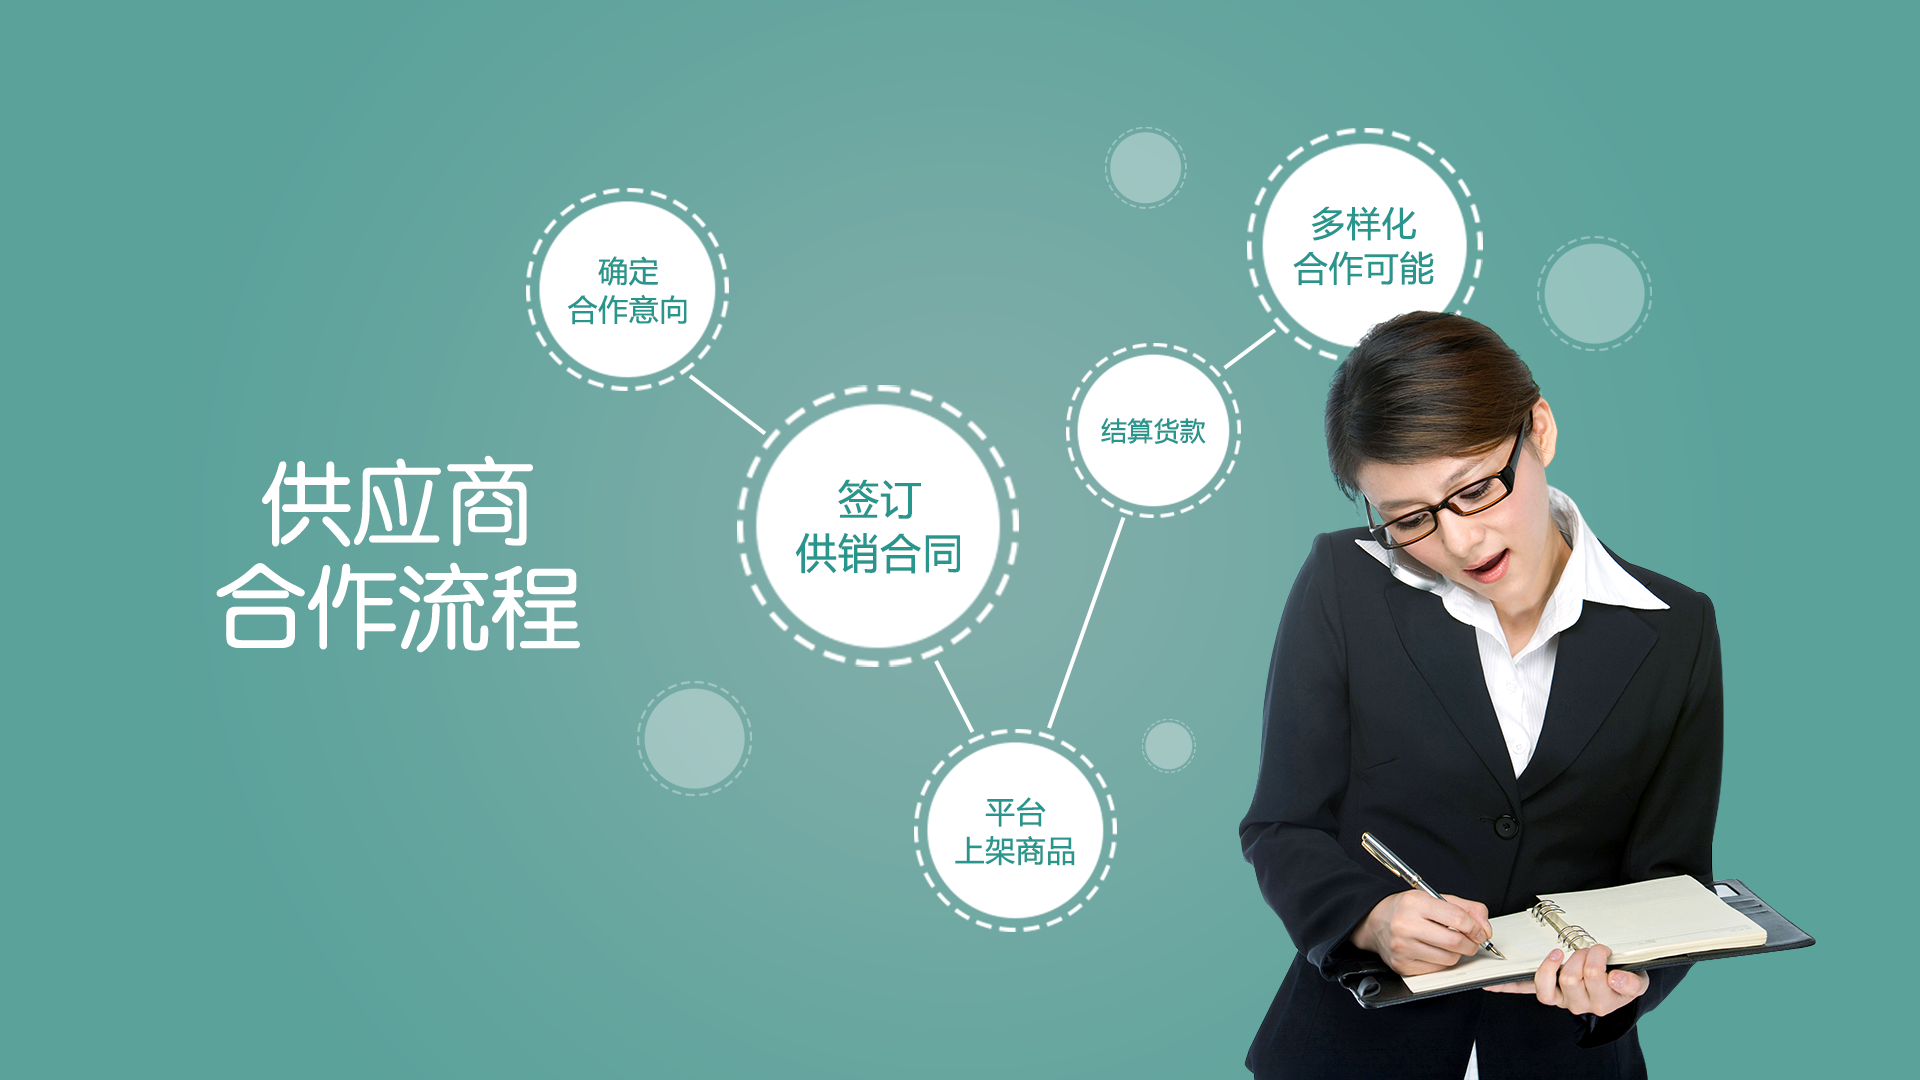 供应商
合作流程
确定
合作意向
签订
供销合同
平台
上架商品
结算货款
多样化
合作可能